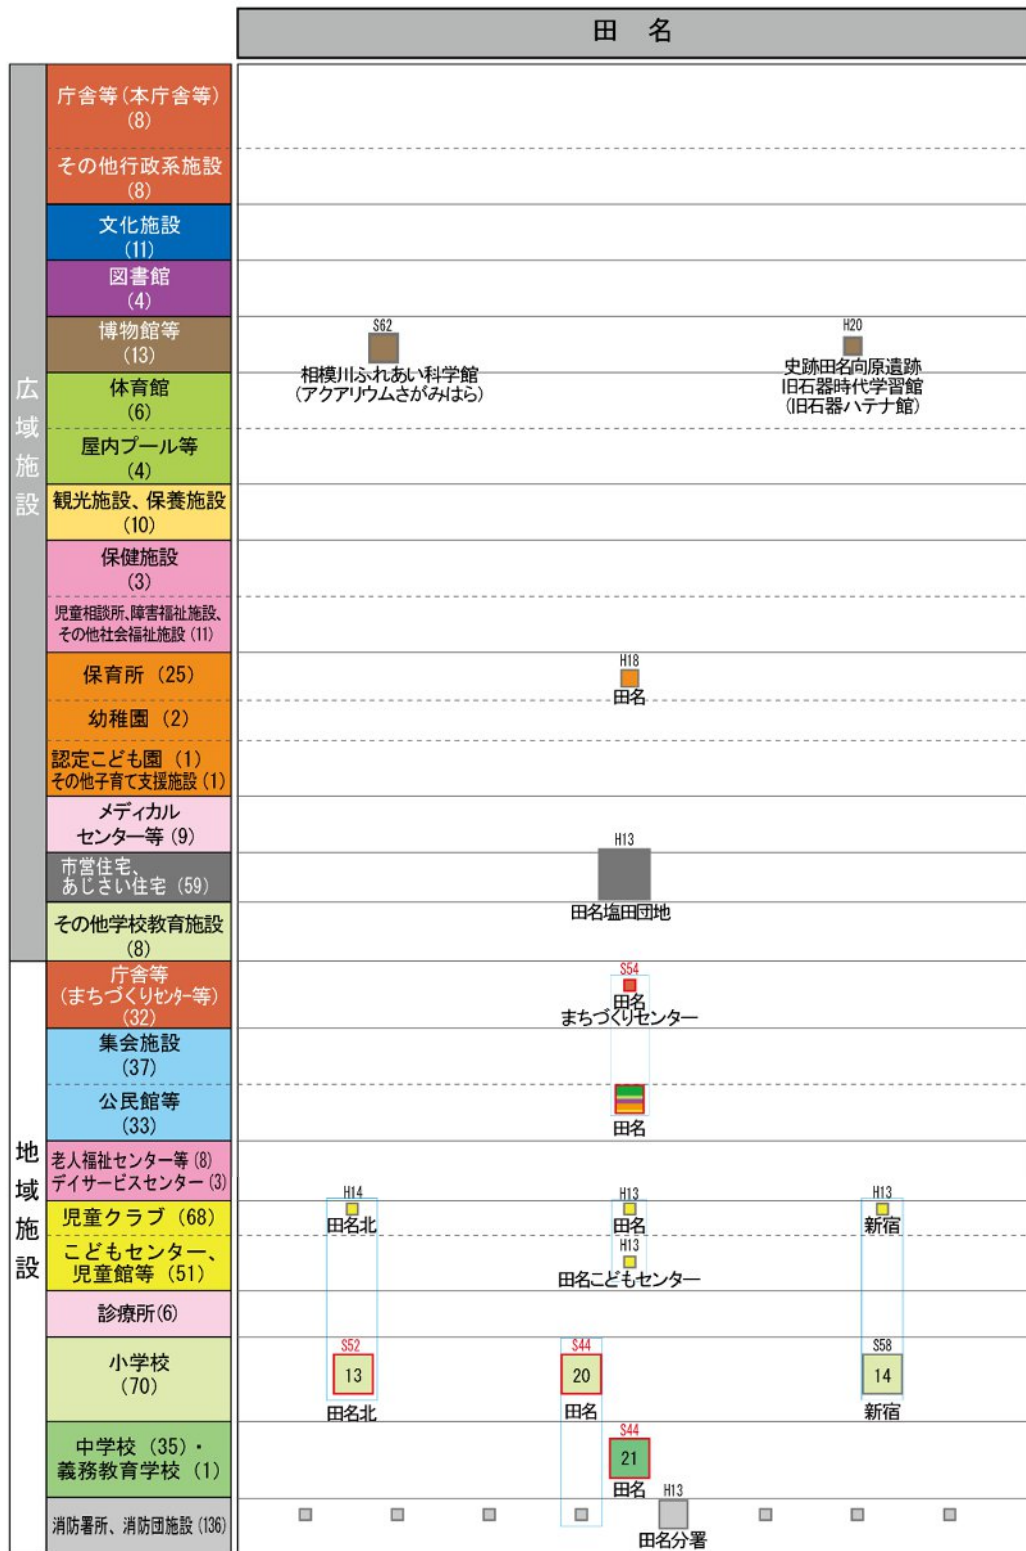 田 名
広域施設
庁舎等(本庁舎等)
(8)
その他行政系施設
(8)
文化施設
(11)
図書館
(4)
博物館等
(13)
S62
相模川ふれあい科学館
(アクアリウムさがみはら)
H20
史跡田名向原遺跡
旧石器時代学習館
(旧石器ハテナ館)
体育館
(6)
屋内プール等
(4)
観光施設、保養施設
(10)
保健施設
(3)
児童相談所、障害福祉施設、
その他社会福祉施設(11)
保育所 (25)
H18
田名
幼稚園 (2)
認定こども園 (1)
その他子育て支援施設(1)
メディカル
センター等(9)
市営住宅、
あじさい住宅(59)
H13
田名塩田団地
その他学校教育施設
(8)
地域施設
庁舎等
(まちづくりセンター等)
(32)
S54
田名
まちづくりセンター
集会施設
(37)
公民館等
(33)
田名
老人福祉センター等(8)
デイサービスセンター(3)
児童クラブ(68)
H14
田名北
H13
田名
H13
新宿
こどもセンター、
児童館等(51)
H13
田名こどもセンター
診療所(6)
小学校
(70)
S52
13
田名北
S44
20
田名
S58
14
新宿
中学校 (35)・
義務教育学校 (1)
S44
21
田名
消防署所、消防団施設(136)
H13
田名分署